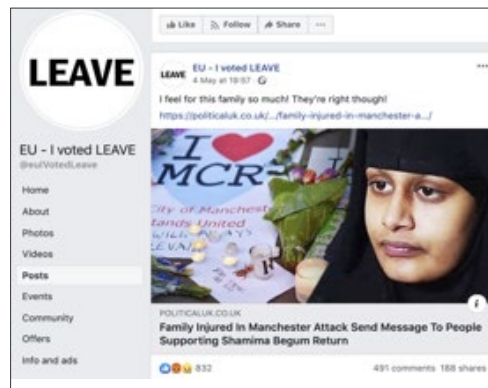 LEAVE
EU - I voted LEAVE
@euIVotedLeave
Home
About
Photos
Videos
Posts
Events
Community
Offers
Info and ads
Like
Follow
Share
LEAVE
EU - I voted LEAVE
4 May at 19:57
I feel for this family so much! They're right though!
https://politicaluk.co.uk/.../family-injured-in-manchester-a.../
I
MCR
City of Manchest
tands United
POLITICALUK.CO.UK
Family Injured In Manchester Attack Send Message To People
Supporting Shamima Begum Return
832
491 comments 188 shares